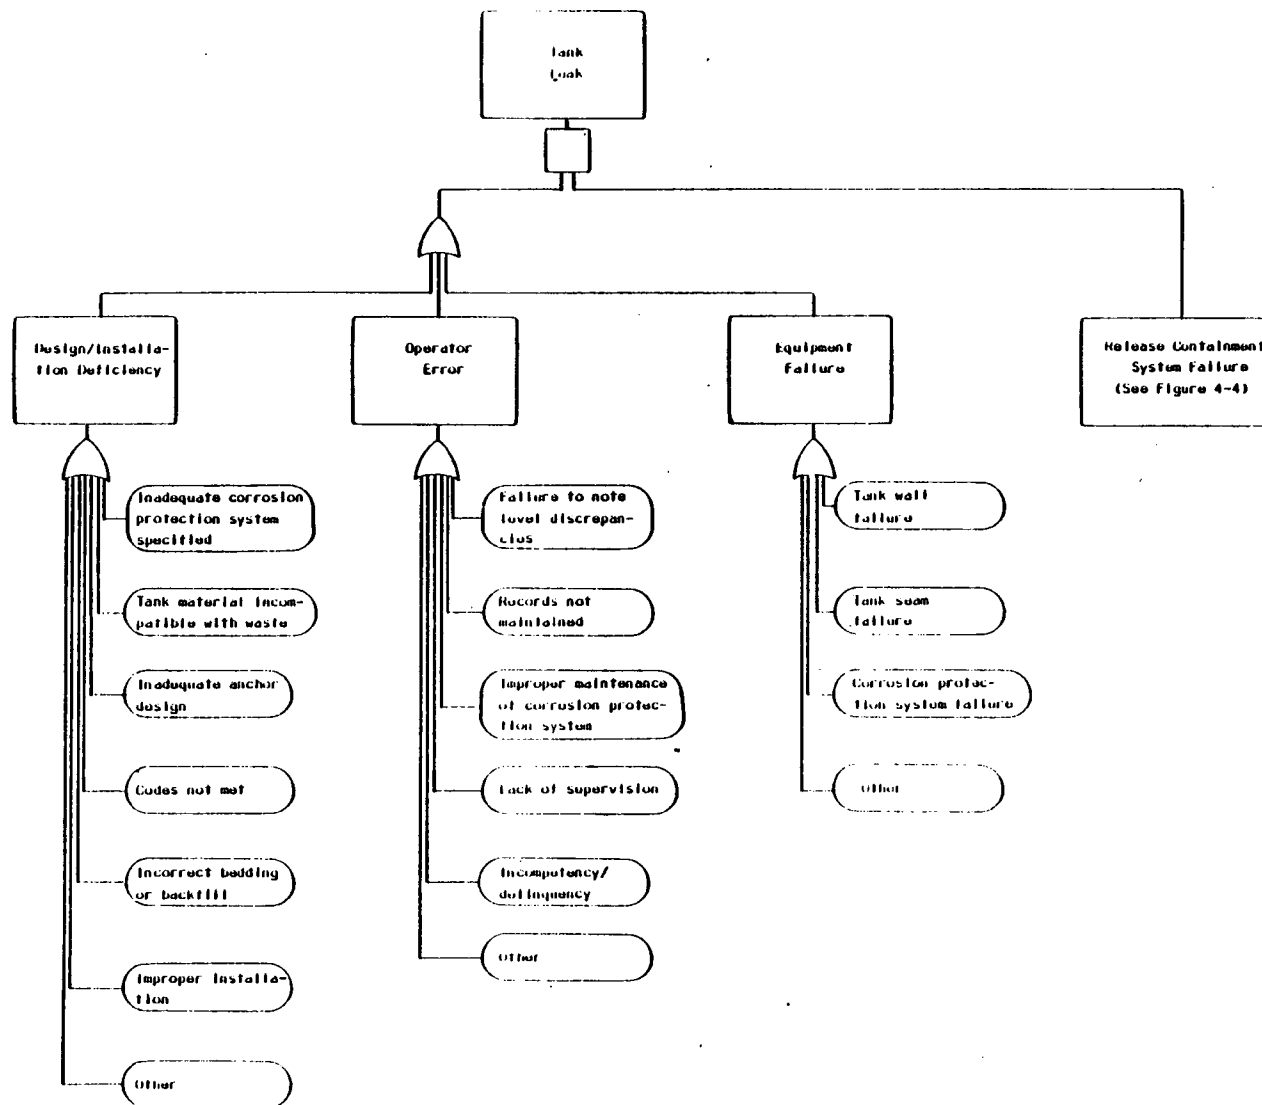 Tank
Leak
Design/Installa-
tion Deficiency
Operator
Error
Equipment
Failure
Release Containment
System Failure
(See Figure 4-4)
Inadequate corrosion
protection system
specified
Tank material incom-
patible with waste
Inadequate anchor
design
Codes not met
Incorrect bedding
or backfill
Improper installa-
tion
Other
Failure to note
level discrepan-
cies
Records not
maintained
Improper maintenance
of corrosion protec-
tion system
Lack of supervision
Incompetency/
delinquency
Other
Tank wall
failure
Tank seam
failure
Corrosion protec-
tion system failure
Other